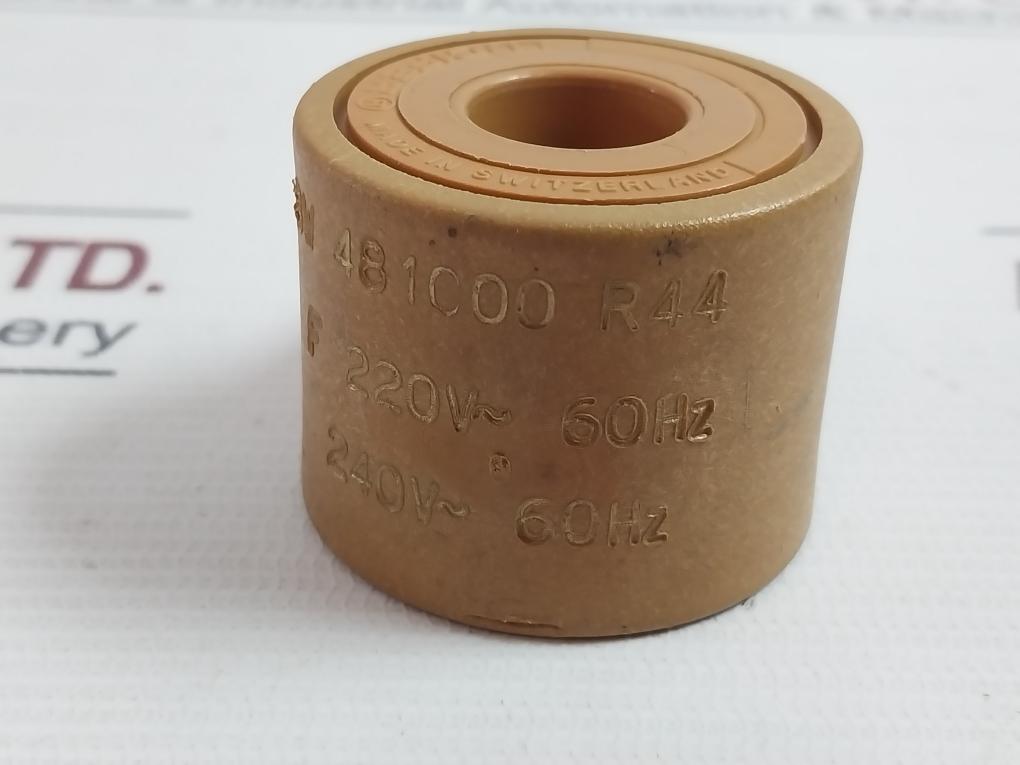 MADE IN SWITZERLAND
481C00 R44
F 220V~ 60Hz
240V~ 60Hz
TD.
ery